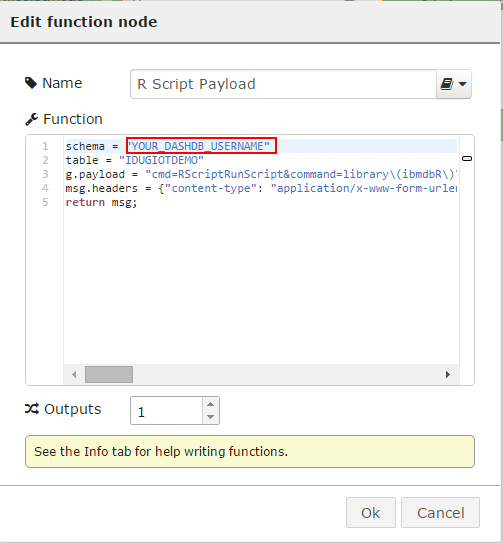 Edit function node
Name
R Script Payload
Function
1 schema = "YOUR_DASHDB_USERNAME"
2 table = "IDUGIOTDEMO"
3 g.payload = "cmd=RScriptRunScript&command=library\(ibmdbR\)\
4 msg.headers = {"content-type": "application/x-www-form-urlen
5 return msg;
Outputs
1
See the Info tab for help writing functions.
Ok
Cancel